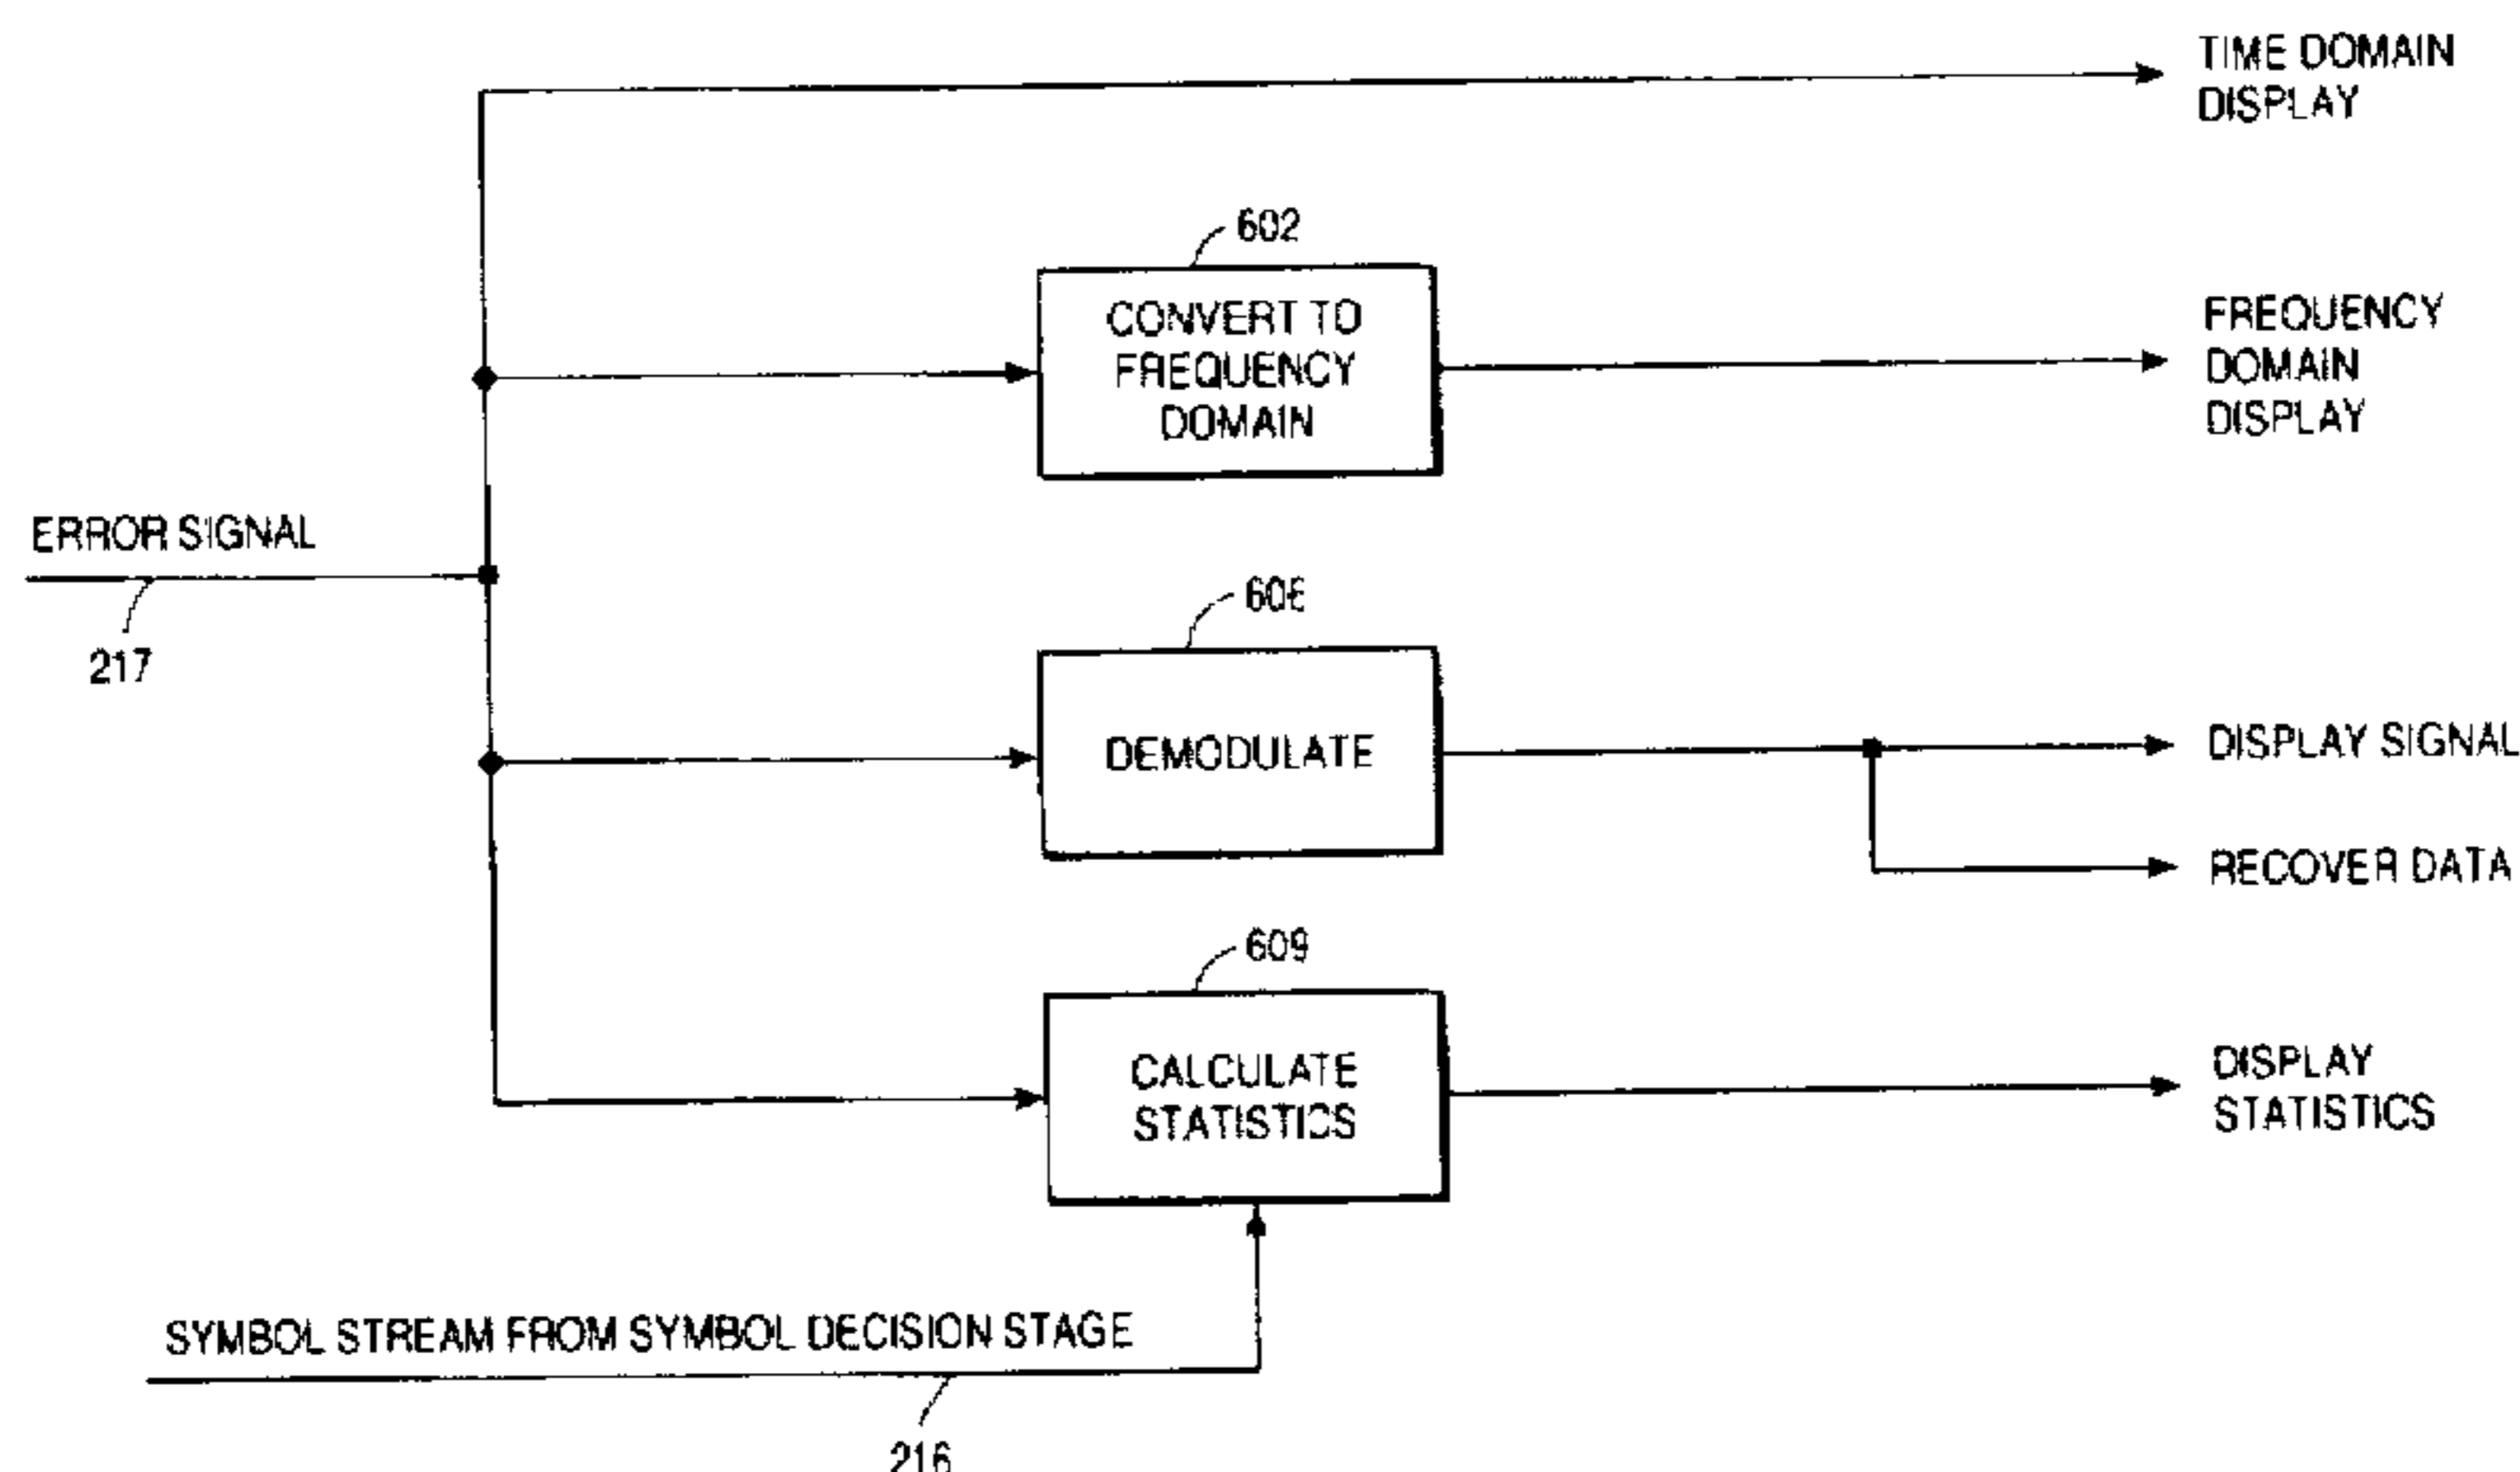 TIME DOMAIN
DISPLAY
602
CONVERT TO
FREQUENCY
DOMAIN
FREQUENCY
DOMAIN
DISPLAY
ERROR SIGNAL
217
DEMODULATE
DISPLAY SIGNAL
RECOVER DATA
609
CALCULATE
STATISTICS
DISPLAY
STATISTICS
SYMBOL STREAM FROM SYMBOL DECISION STAGE
216